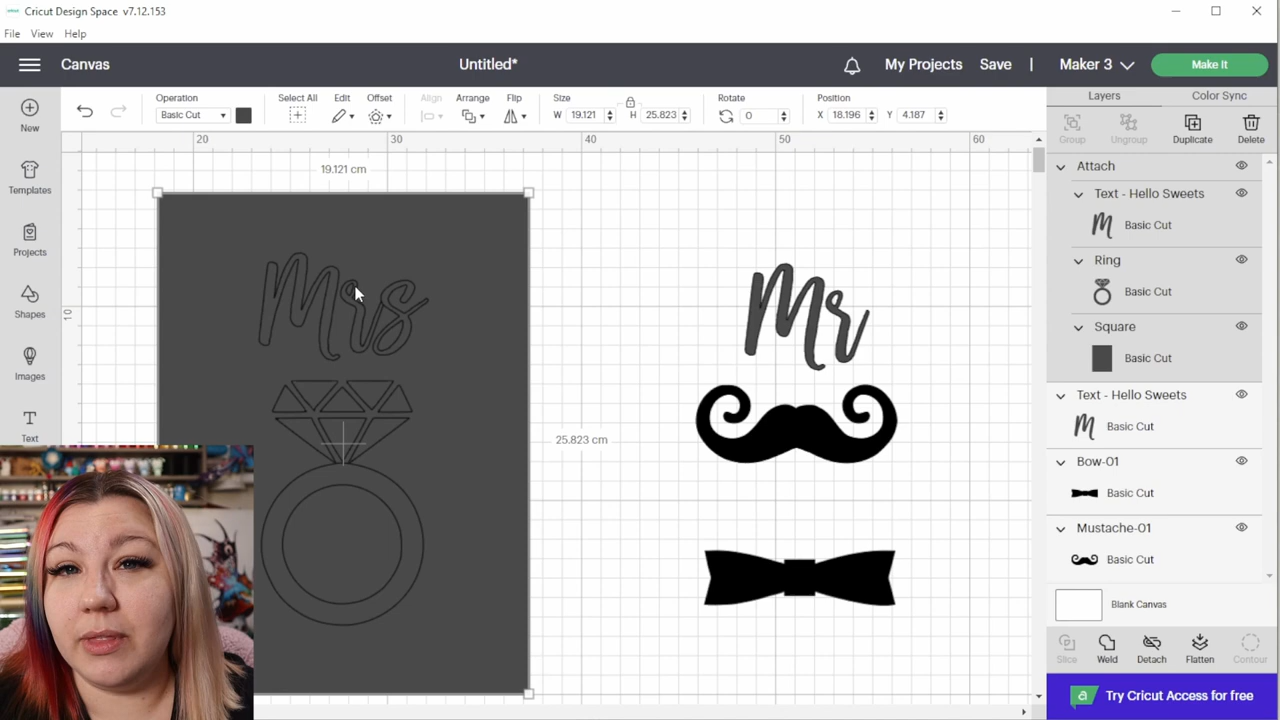 Cricut Design Space v7.12.153
File View Help
Canvas
Untitled*
My Projects Save | Maker 3 Make It
Operation
Basic Cut
Select All
Edit
Offset
Align
Arrange
Flip
Size
W 19.121 H 25.823
Rotate
0
Position
X 18.196 Y 4.187
Layers Color Sync
Group Ungroup Duplicate Delete
New
Templates
Projects
Shapes
Images
Text
20 30 40 50 60
10
19.121 cm
25.823 cm
Mrs
Mr
Attach
Text - Hello Sweets
Basic Cut
Ring
Basic Cut
Square
Basic Cut
Text - Hello Sweets
Basic Cut
Bow-01
Basic Cut
Mustache-01
Basic Cut
Blank Canvas
Slice Weld Detach Flatten Contour
a Try Cricut Access for free